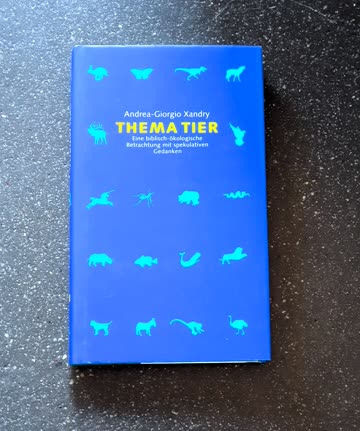 Andrea-Giorgio Xandry
THEMA TIER
Eine biblisch-ökologische
Betrachtung mit spekulativen
Gedanken